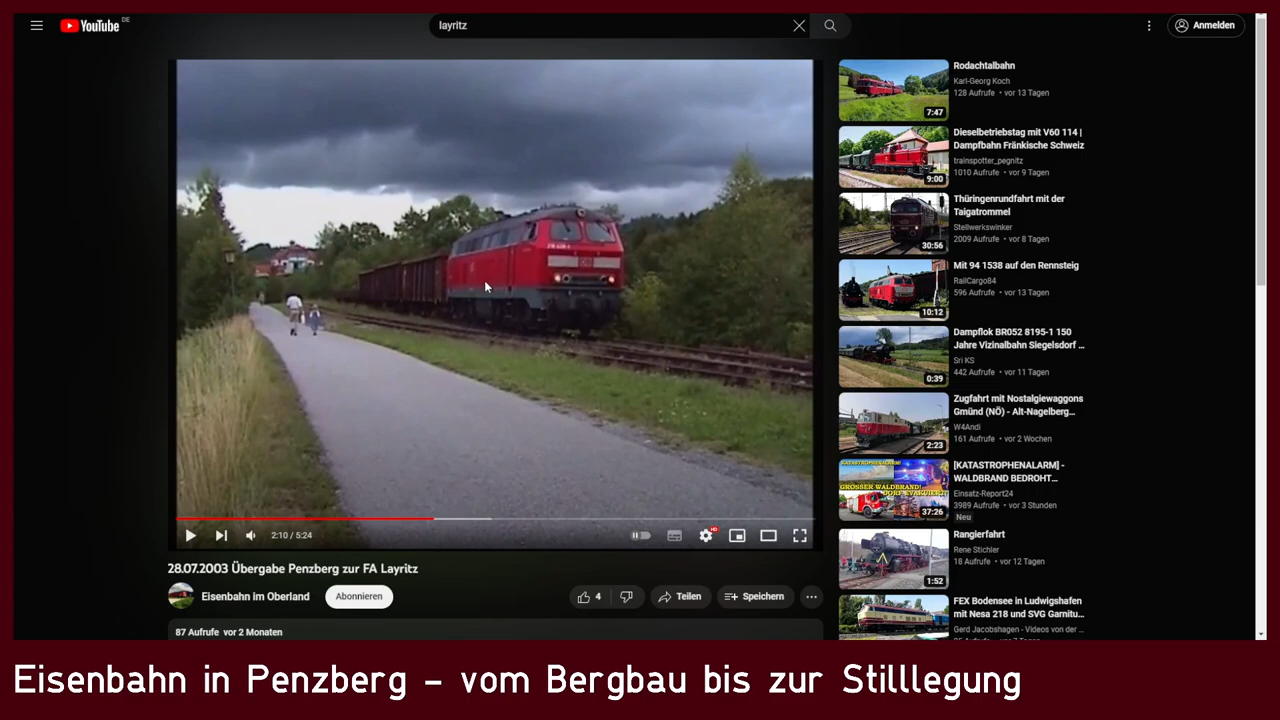 YouTube DE
layritz
Anmelden
2:10 / 5:24
HD
28.07.2003 Übergabe Penzberg zur FA Layritz
Eisenbahn im Oberland
Abonnieren
4
Teilen
Speichern
87 Aufrufe vor 2 Monaten
Rodachtalbahn
Karl-Georg Koch
128 Aufrufe • vor 13 Tagen
7:47
Dieselbetriebstag mit V60 114 |
Dampfbahn Fränkische Schweiz
trainspotter_pegnitz
1010 Aufrufe • vor 9 Tagen
9:00
Thüringenrundfahrt mit der
Taigatrommel
Stellwerkswinker
2009 Aufrufe • vor 8 Tagen
30:56
Mit 94 1538 auf den Rennsteig
RailCargo84
596 Aufrufe • vor 13 Tagen
10:12
Dampflok BR052 8195-1 150
Jahre Vizinalbahn Siegelsdorf ...
Sri KS
442 Aufrufe • vor 11 Tagen
0:39
Zugfahrt mit Nostalgiewaggons
Gmünd (NÖ) - Alt-Nagelberg...
W4Andi
161 Aufrufe • vor 2 Wochen
2:23
KATASTROPHENALARM!
GROSSER WALDBRAND!
DORF EVAKUIERT
[KATASTROPHENALARM] -
WALDBRAND BEDROHT...
Einsatz-Report24
3989 Aufrufe • vor 3 Stunden
Neu
37:26
Rangierfahrt
Rene Stichler
18 Aufrufe • vor 12 Tagen
1:52
FEX Bodensee in Ludwigshafen
mit Nesa 218 und SVG Garnitu...
Gerd Jacobshagen - Videos von der ...
Eisenbahn in Penzberg – vom Bergbau bis zur Stilllegung